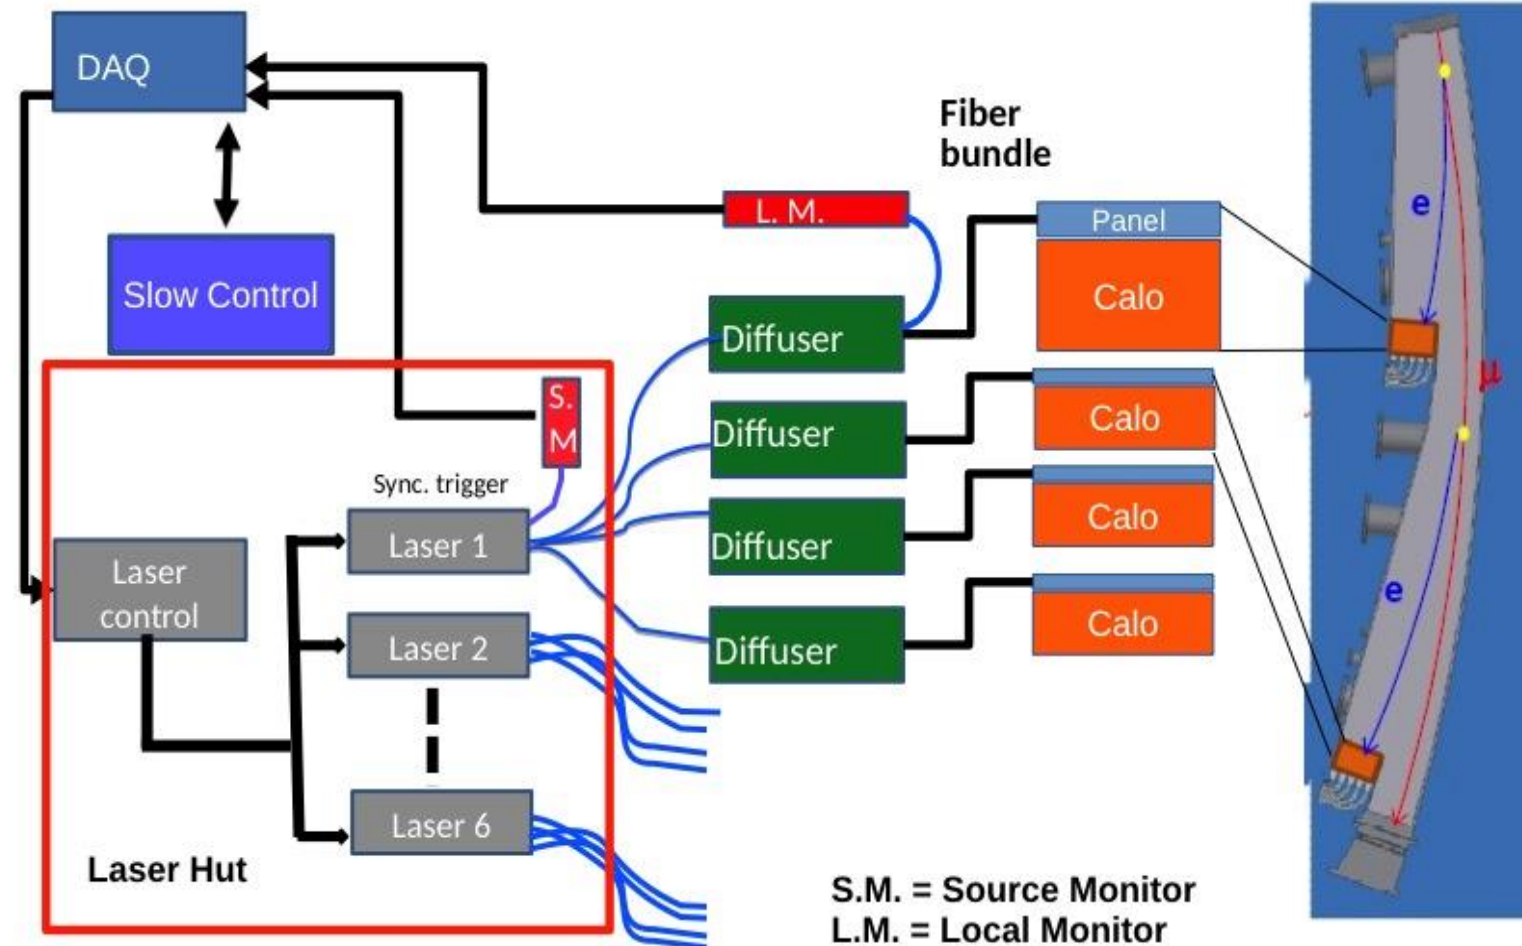 DAQ
Slow Control
Fiber
bundle
L. M.
Panel
Calo
Diffuser
Diffuser
Calo
Diffuser
Calo
Diffuser
Calo
S.
M
Sync. trigger
Laser 1
Laser
control
Laser 2
Laser 6
Laser Hut
S.M. = Source Monitor
L.M. = Local Monitor
e
μ
e